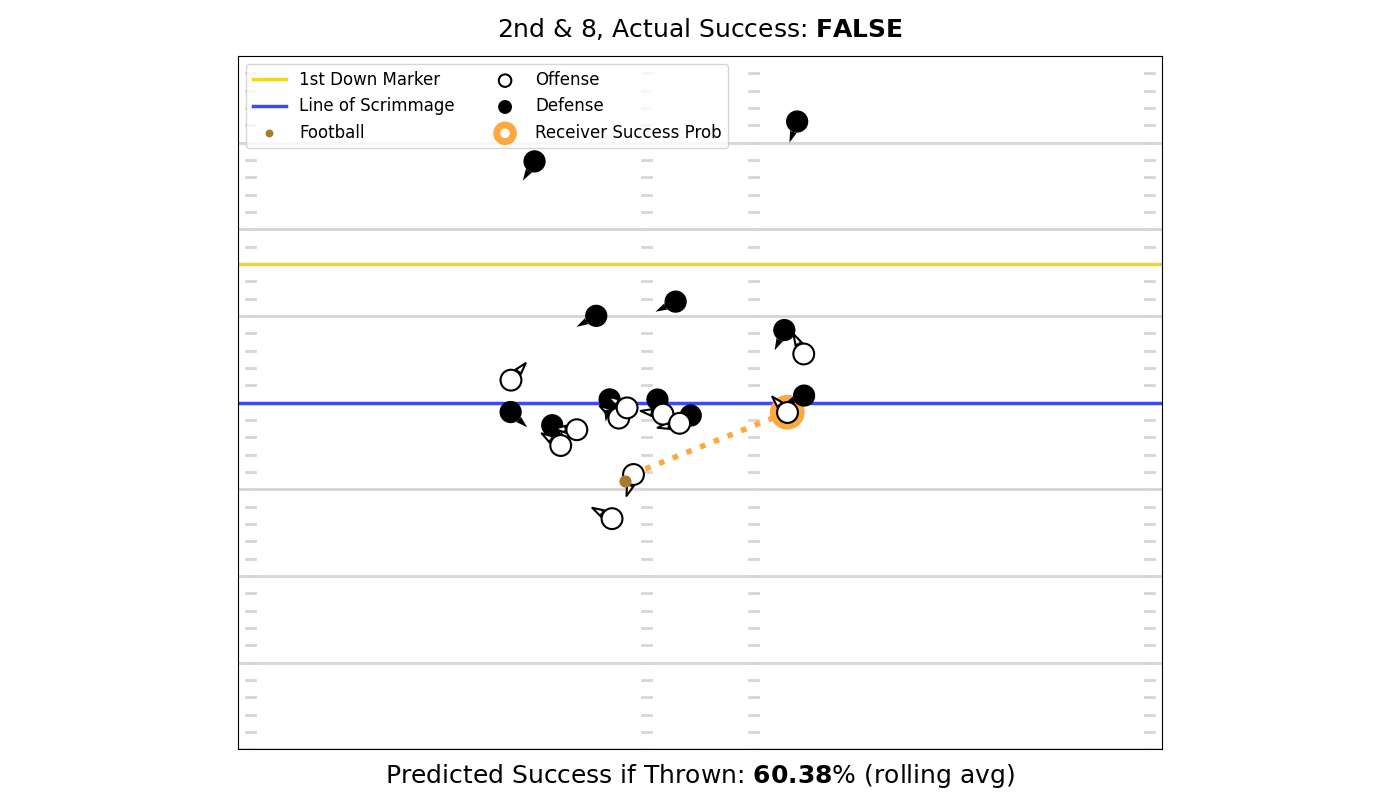 2nd & 8, Actual Success: FALSE
1st Down Marker
Line of Scrimmage
Football
Offense
Defense
Receiver Success Prob
Predicted Success if Thrown: 60.38% (rolling avg)